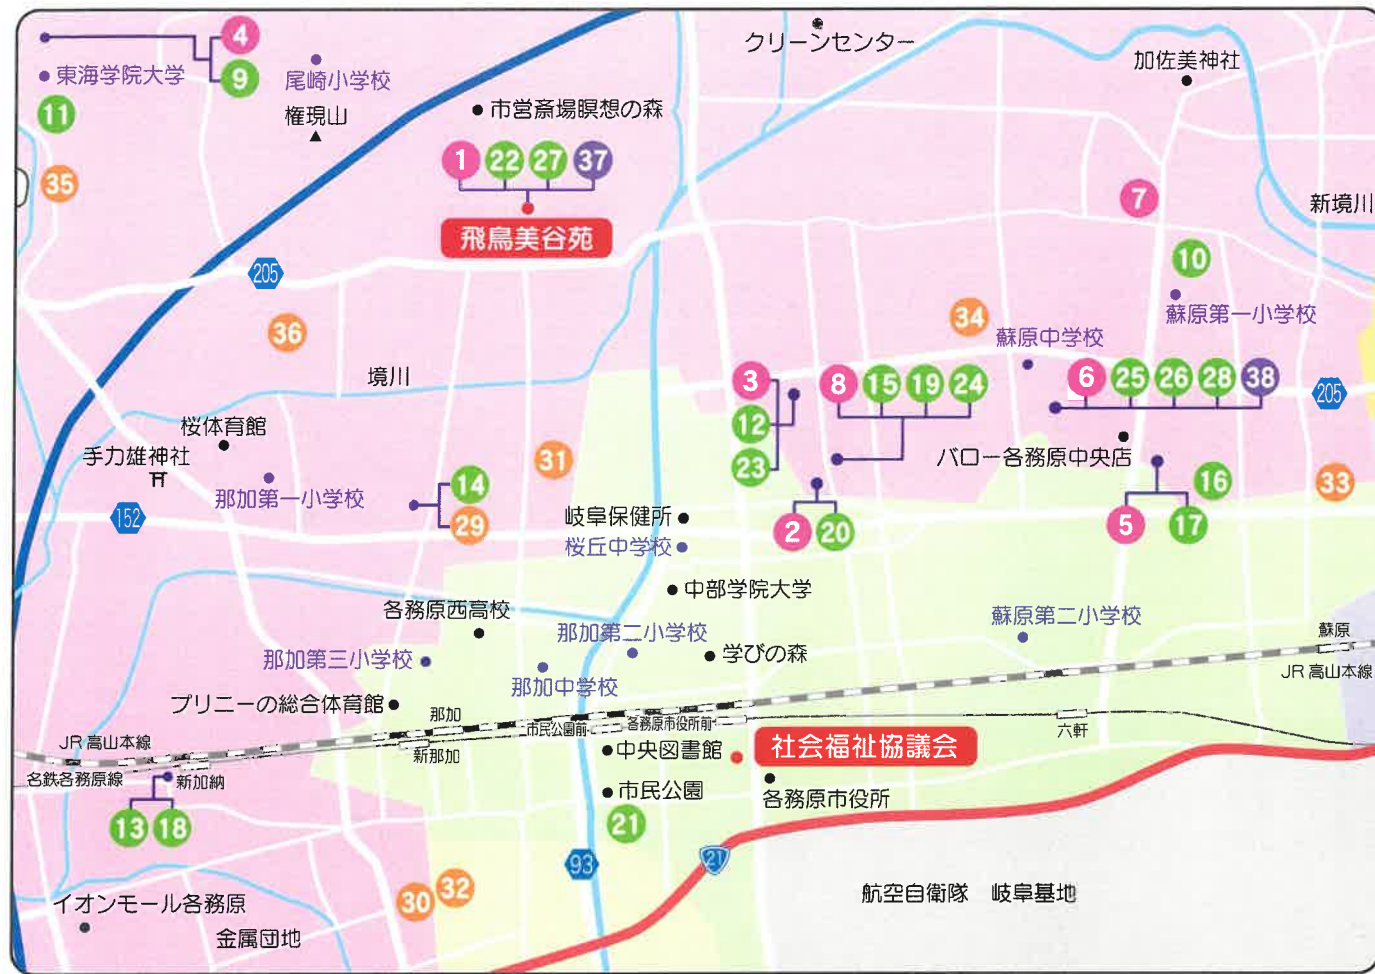 クリーンセンター
4
9
東海学院大学
尾崎小学校
権現山
11
35
市営斎場瞑想の森
1 22 27 37
飛鳥美谷苑
加佐美神社
7
新境川
10
蘇原第一小学校
205
36
34
蘇原中学校
境川
3
12
23
8 15 19 24
6 25 26 28 38
205
桜体育館
手力雄神社
那加第一小学校
31
バロー各務原中央店
14
29
16
33
152
岐阜保健所
桜丘中学校
2 20
5 17
中部学院大学
各務原西高校
那加第二小学校
蘇原第二小学校
蘇原
学びの森
那加第三小学校
那加中学校
JR高山本線
プリニーの総合体育館
那加
市民公園前
各務原市役所前
六軒
JR高山本線
新那加
中央図書館
社会福祉協議会
名鉄各務原線
新加納
市民公園
各務原市役所
13 18
21
93
21
30 32
航空自衛隊 岐阜基地
イオンモール各務原
金属団地